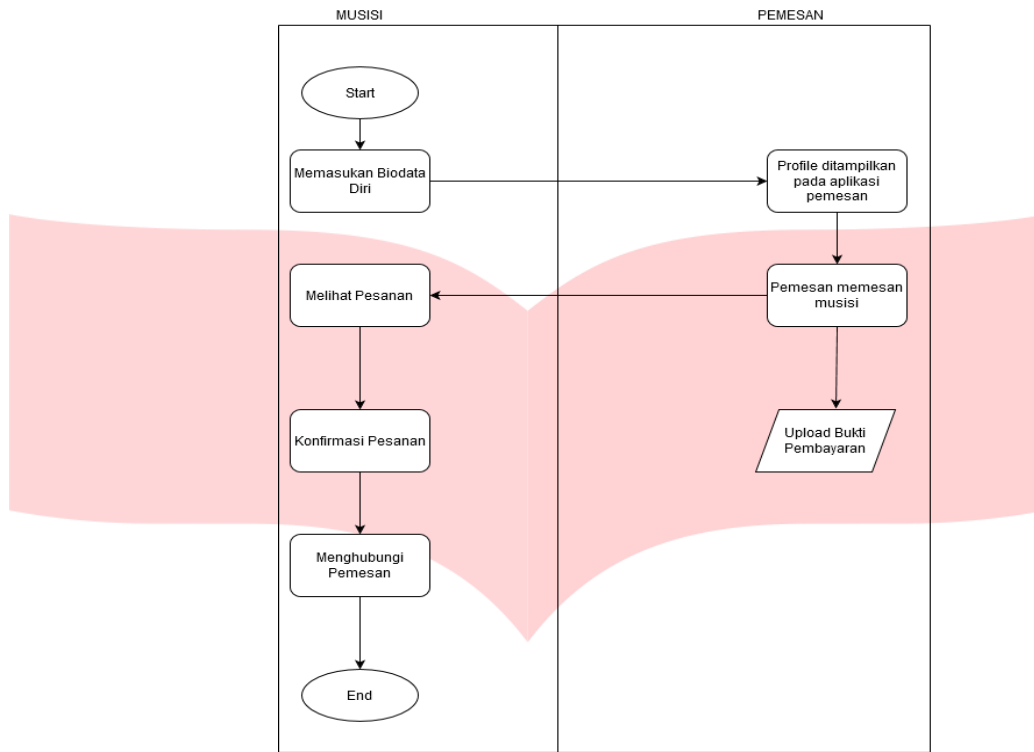 MUSISI
PEMESAN
Start
Memasukan Biodata
Diri
Profile ditampilkan
pada aplikasi
pemesan
Melihat Pesanan
Pemesan memesan
musisi
Konfirmasi Pesanan
Upload Bukti
Pembayaran
Menghubungi
Pemesan
End